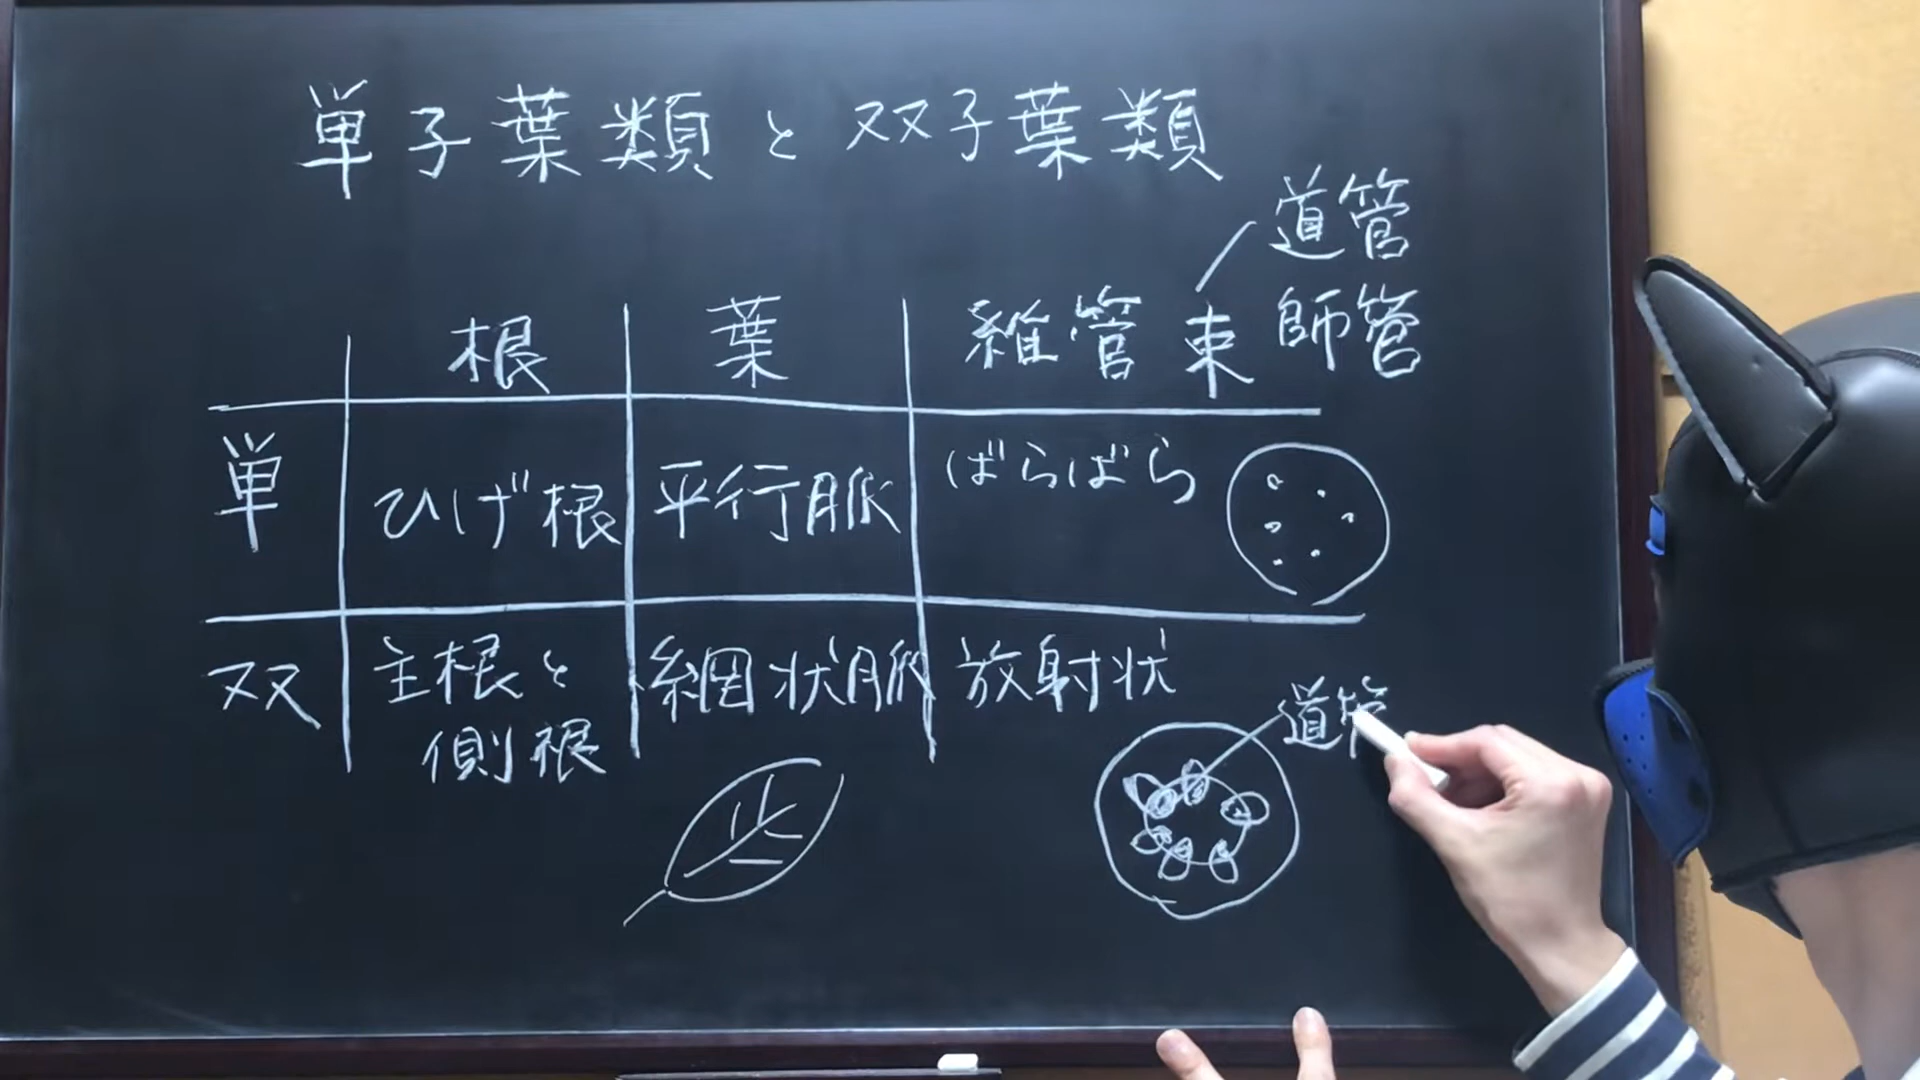 単子葉類と双子葉類
道管
師管
根 葉 維管束
単 ひげ根 平行脈 ばらばら
双 主根と側根 網状脈 放射状
道管